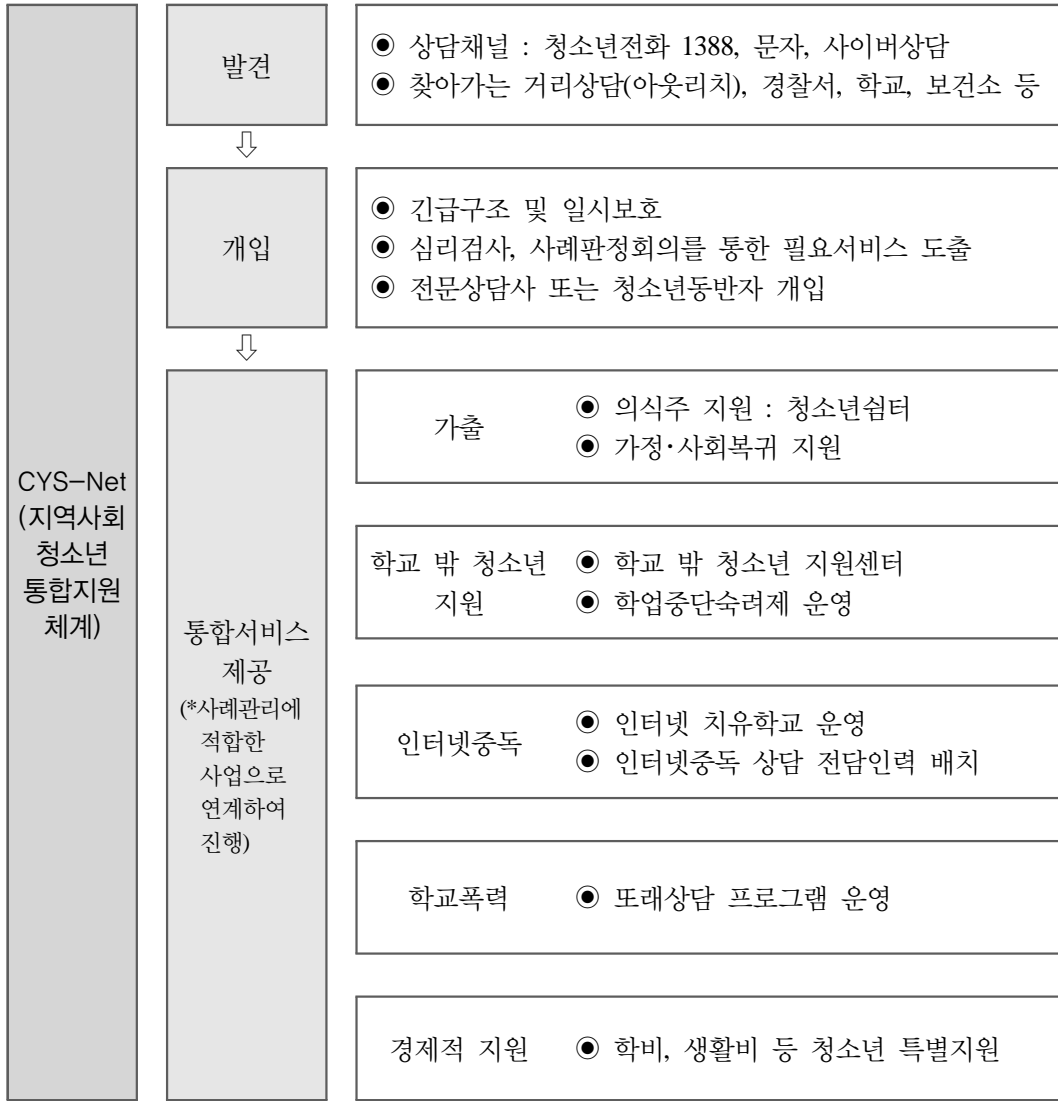 CYS-Net
(지역사회
청소년
통합지원
체계)
발견
◉ 상담채널 : 청소년전화 1388, 문자, 사이버상담
◉ 찾아가는 거리상담(아웃리치), 경찰서, 학교, 보건소 등
⇩
개입
◉ 긴급구조 및 일시보호
◉ 심리검사, 사례판정회의를 통한 필요서비스 도출
◉ 전문상담사 또는 청소년동반자 개입
⇩
통합서비스
제공
(*사례관리에
적합한
사업으로
연계하여
진행)
가출
◉ 의식주 지원 : 청소년쉼터
◉ 가정·사회복귀 지원
학교 밖 청소년
지원
◉ 학교 밖 청소년 지원센터
◉ 학업중단숙려제 운영
인터넷중독
◉ 인터넷 치유학교 운영
◉ 인터넷중독 상담 전담인력 배치
학교폭력
◉ 또래상담 프로그램 운영
경제적 지원
◉ 학비, 생활비 등 청소년 특별지원